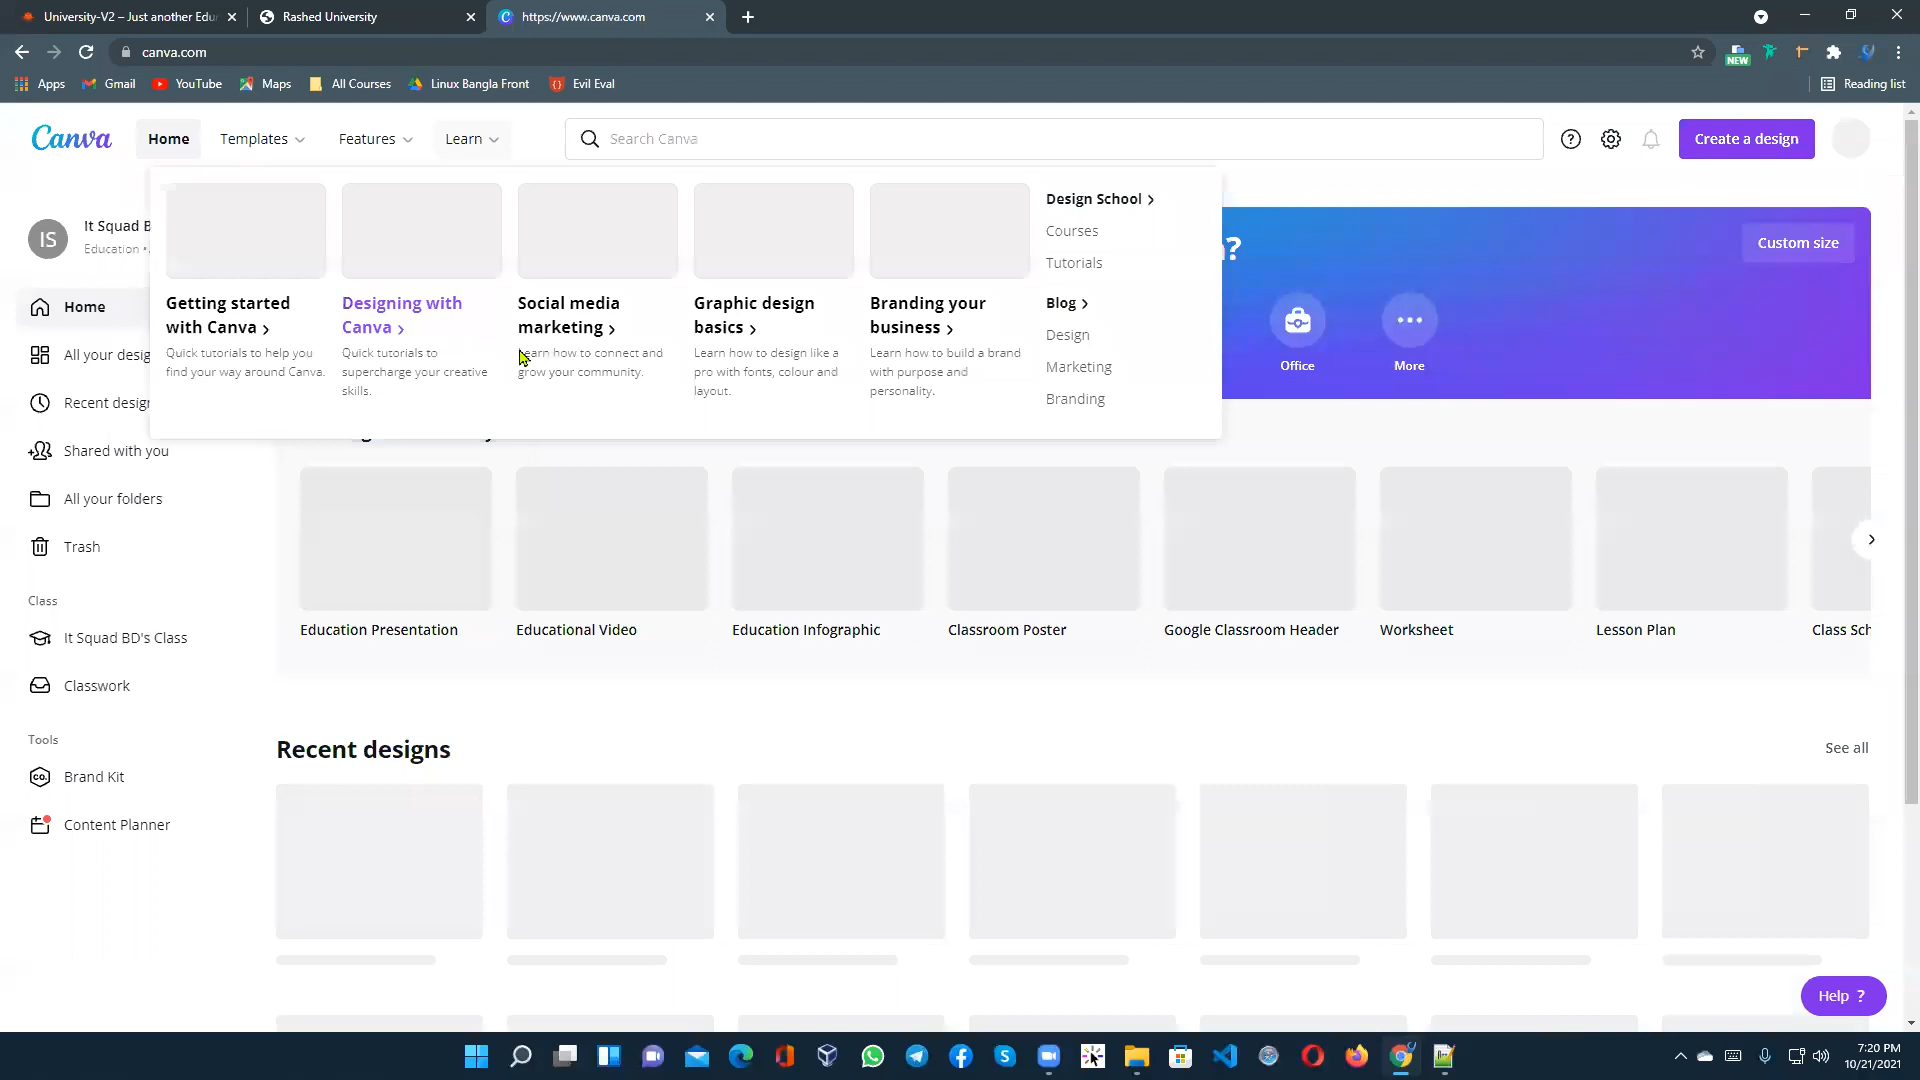 University-V2 – Just another Edu
Rashed University
https://www.canva.com
canva.com
NEW
Apps
Gmail
YouTube
Maps
All Courses
Linux Bangla Front
Evil Eval
Reading list
Canva
Home
Templates
Features
Learn
Search Canva
Create a design
IS
It Squad B
Education •
Home
All your desig
Recent design
Shared with you
All your folders
Trash
Class
It Squad BD's Class
Classwork
Tools
Brand Kit
Content Planner
Getting started
with Canva
Quick tutorials to help you
find your way around Canva.
Designing with
Canva
Quick tutorials to
supercharge your creative
skills.
Social media
marketing
Learn how to connect and
grow your community.
Graphic design
basics
Learn how to design like a
pro with fonts, colour and
layout.
Branding your
business
Learn how to build a brand
with purpose and
personality.
Design School
Courses
Tutorials
Blog
Design
Marketing
Branding
?
Custom size
Office
More
Education Presentation
Educational Video
Education Infographic
Classroom Poster
Google Classroom Header
Worksheet
Lesson Plan
Class Sch
Recent designs
See all
Help ?
7:20 PM
10/21/2021